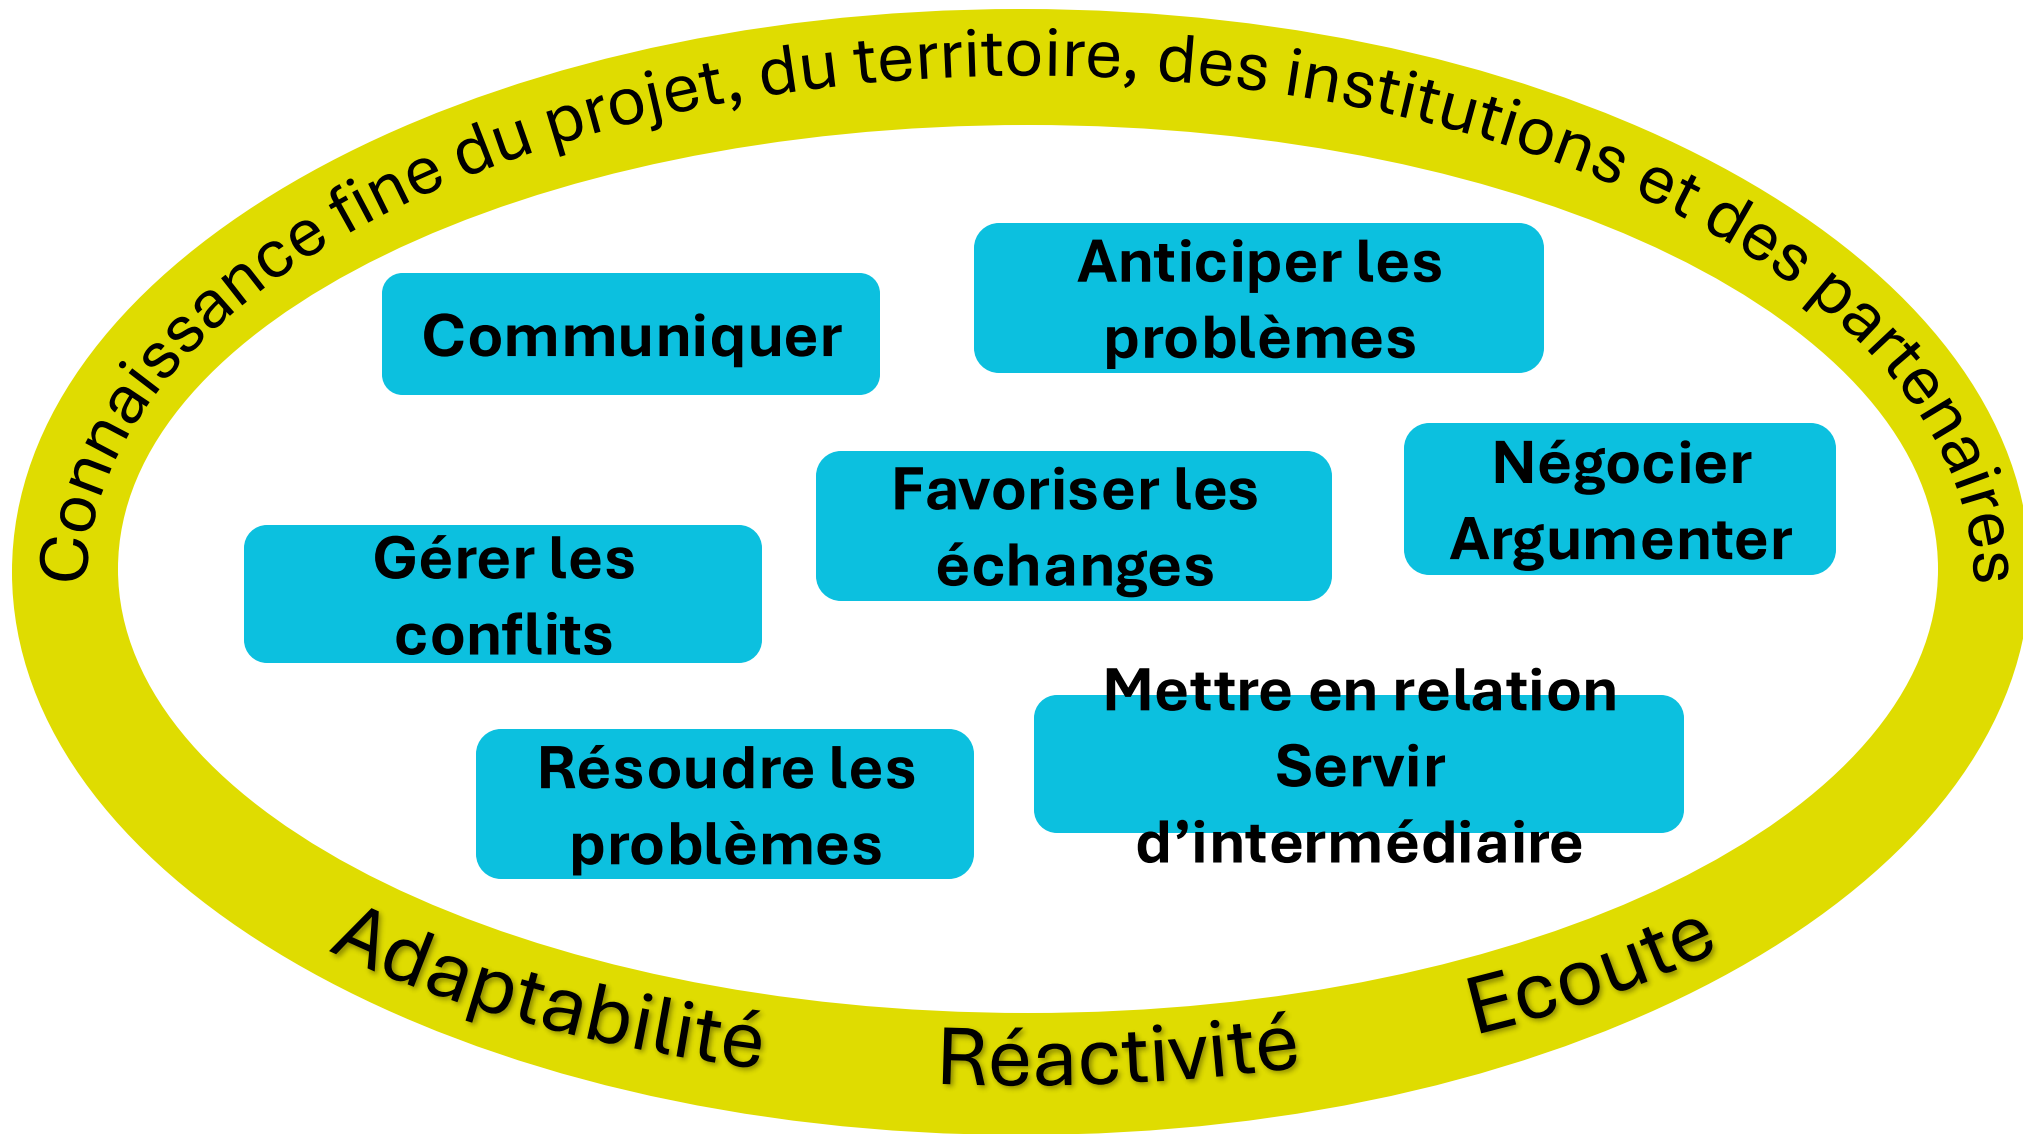 Connaissance fine du projet, du territoire, des institutions et des partenaires
Communiquer
Anticiper les
problèmes
Gérer les
conflits
Favoriser les
échanges
Négocier
Argumenter
Résoudre les
problèmes
Mettre en relation
Servir
d’intermédiaire
Adaptabilité
Réactivité
Ecoute